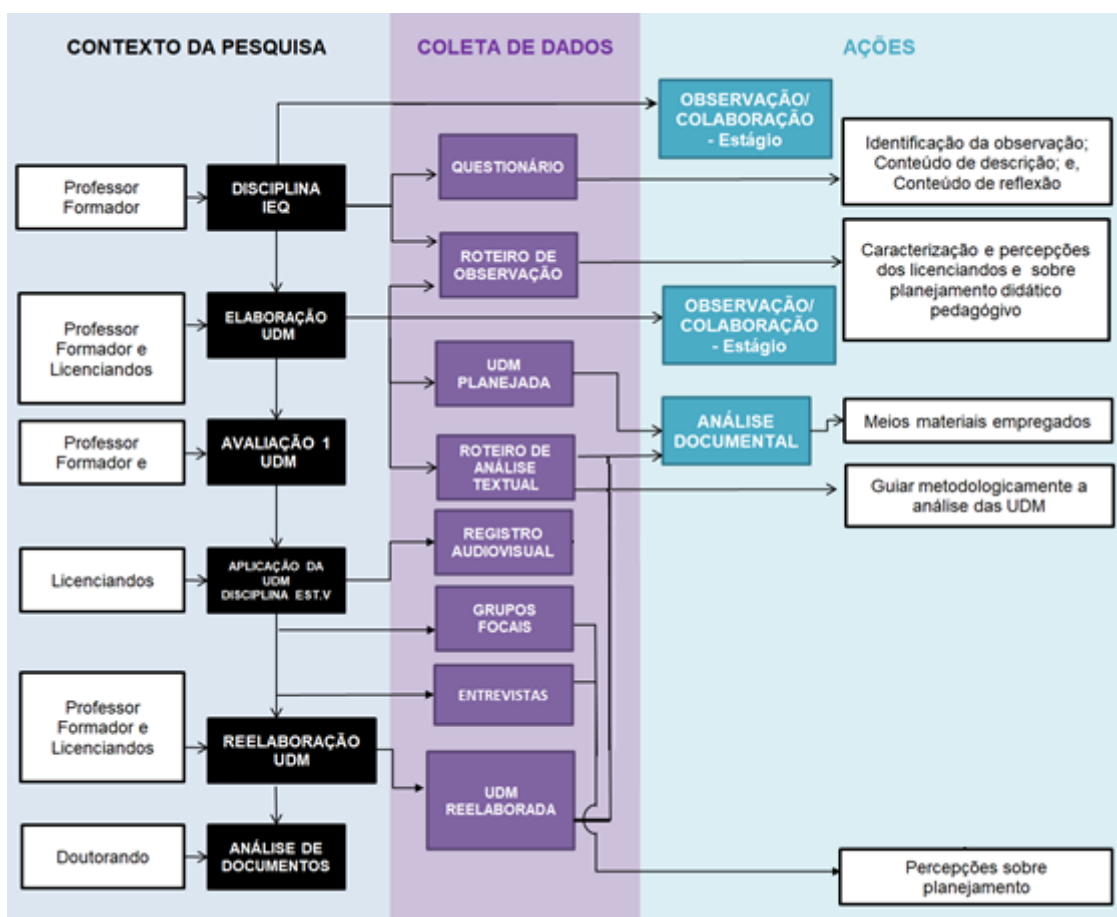 CONTEXTO DA PESQUISA
COLETA DE DADOS
AÇÕES
Professor
Formador
DISCIPLINA
IEQ
QUESTIONÁRIO
OBSERVAÇÃO/
COLABORAÇÃO
- Estágio
Identificação da observação;
Conteúdo de descrição; e,
Conteúdo de reflexão
ROTEIRO DE
OBSERVAÇÃO
Caracterização e percepções
dos licenciandos e sobre
planejamento didático
pedagógivo
Professor
Formador e
Licenciandos
ELABORAÇÃO
UDM
OBSERVAÇÃO/
COLABORAÇÃO
- Estágio
UDM
PLANEJADA
Professor
Formador e
AVALIAÇÃO 1
UDM
ANÁLISE
DOCUMENTAL
Meios materiais empregados
ROTEIRO DE
ANÁLISE
TEXTUAL
Guiar metodologicamente a
análise das UDM
Licenciandos
APLICAÇÃO DA
UDM
DISCIPLINA EST.V
REGISTRO
AUDIOVISUAL
GRUPOS
FOCAIS
ENTREVISTAS
Professor
Formador e
Licenciandos
REELABORAÇÃO
UDM
UDM
REELABORADA
Doutorando
ANÁLISE DE
DOCUMENTOS
Percepções sobre
planejamento